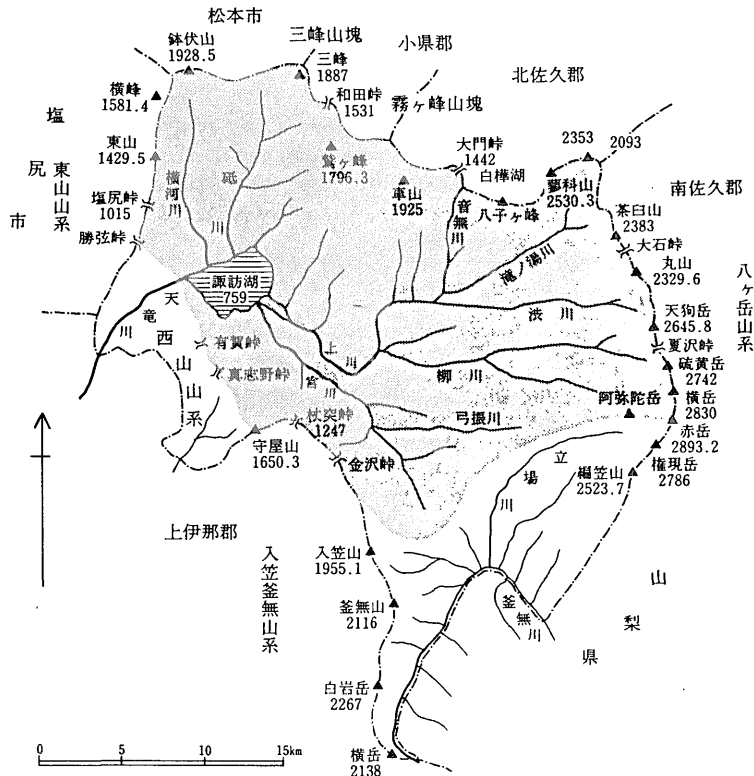 松本市
鉢伏山
1928.5
三峰山塊
三峰
1887
小県郡
北佐久郡
横峰
1581.4
和田峠
1531
霧ヶ峰山塊
塩尻市
東山山系
東山
1429.5
横河川
砥川
鷲ヶ峰
1796.3
車山
1925
大門峠
1442
白樺湖
八子ヶ峰
音無川
2353
2093
蓼科山
2530.3
南佐久郡
茶臼山
2383
大石峠
丸山
2329.6
八ヶ岳山系
塩尻峠
1015
勝弦峠
諏訪湖
759
滝ノ湯川
渋川
天狗岳
2645.8
夏沢峠
硫黄岳
2742
天竜川
西山山系
有賀峠
真志野峠
上川
宮川
柳川
弓振川
阿弥陀岳
横岳
2830
赤岳
2893.2
権現岳
2786
編笠山
2523.7
守屋山
1650.3
杖突峠
1247
金沢峠
立場川
上伊那郡
入笠釜無山系
入笠山
1955.1
釜無山
2116
釜無川
山梨県
白岩岳
2267
横岳
2138
0
5
10
15km